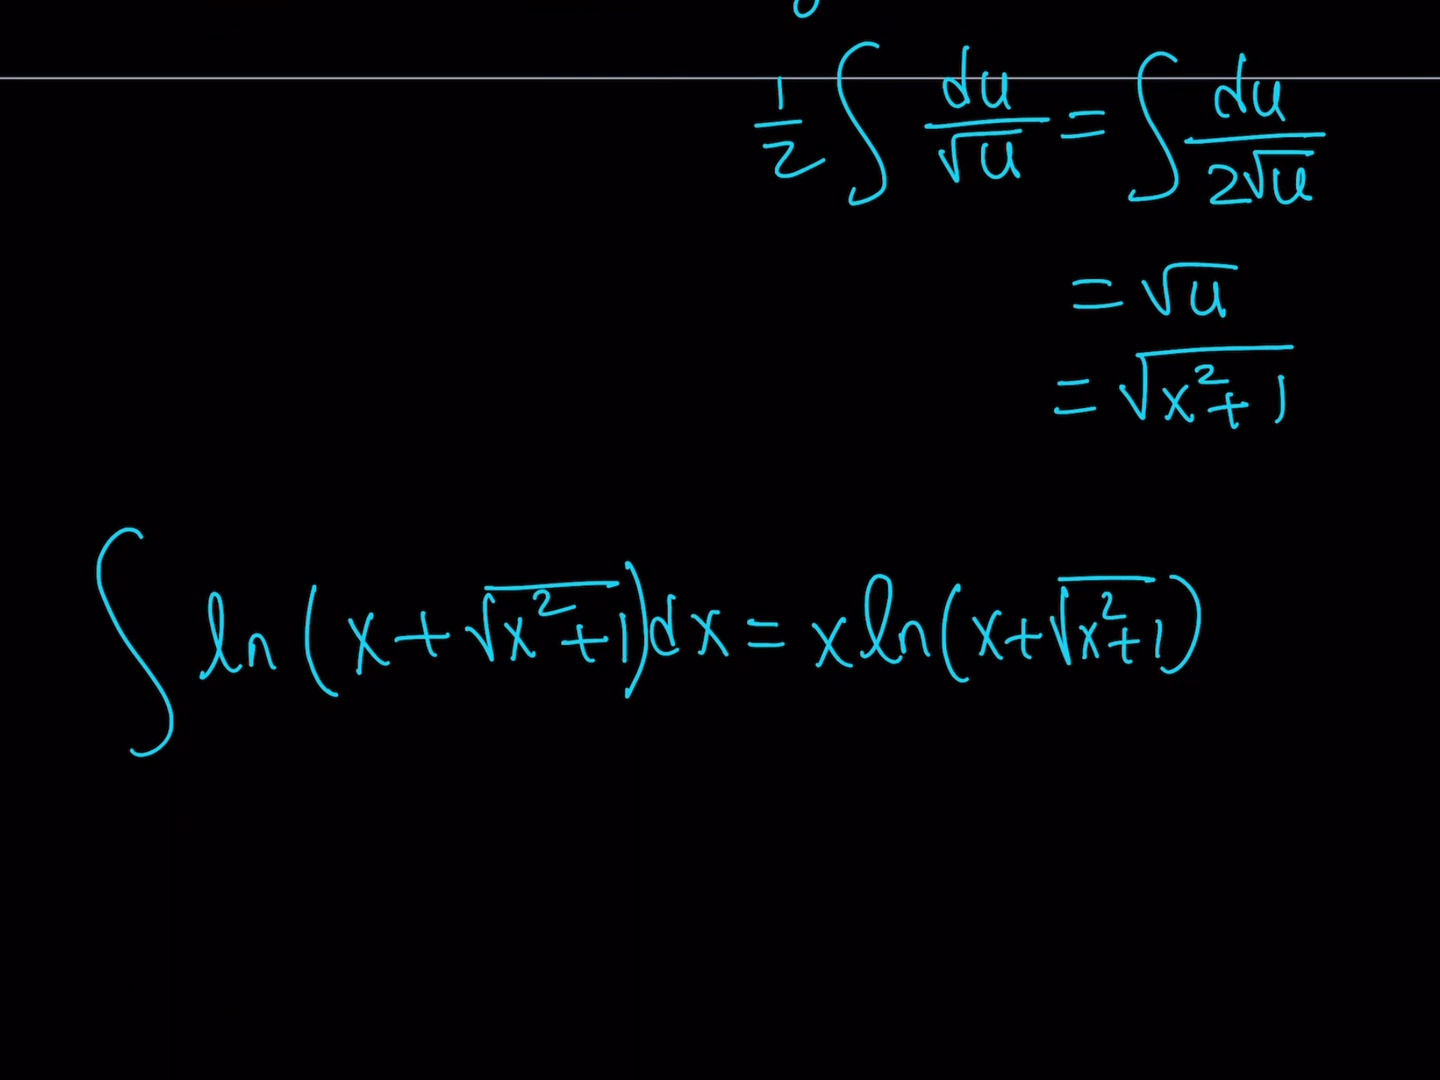 1/2 ∫ du/√u = ∫ du/2√u
= √u
= √(x²+1)
∫ ln(x+√(x²+1))dx = x ln(x+√(x²+1))